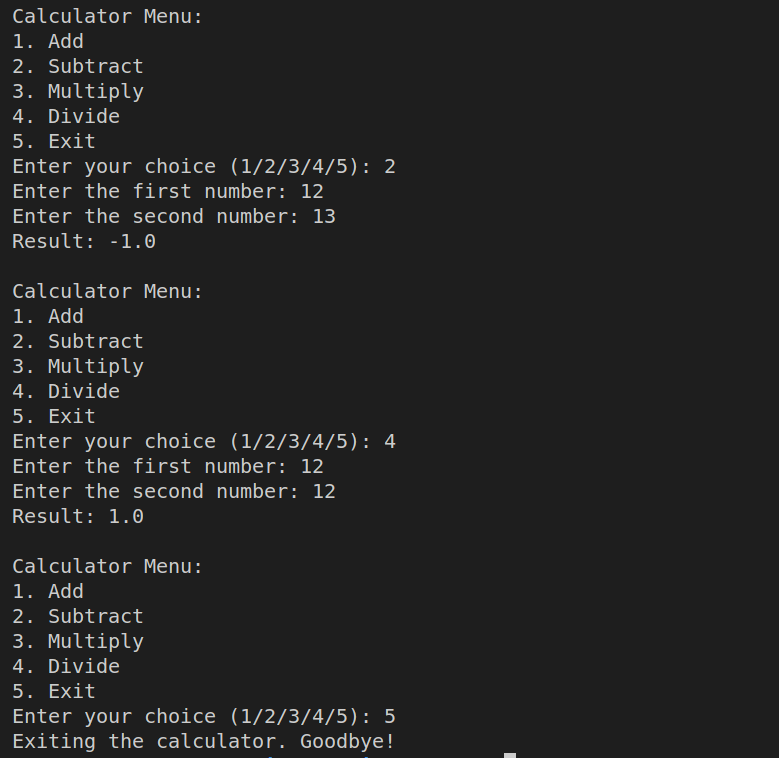 Calculator Menu:
1. Add
2. Subtract
3. Multiply
4. Divide
5. Exit
Enter your choice (1/2/3/4/5): 2
Enter the first number: 12
Enter the second number: 13
Result: -1.0
Calculator Menu:
1. Add
2. Subtract
3. Multiply
4. Divide
5. Exit
Enter your choice (1/2/3/4/5): 4
Enter the first number: 12
Enter the second number: 12
Result: 1.0
Calculator Menu:
1. Add
2. Subtract
3. Multiply
4. Divide
5. Exit
Enter your choice (1/2/3/4/5): 5
Exiting the calculator. Goodbye!